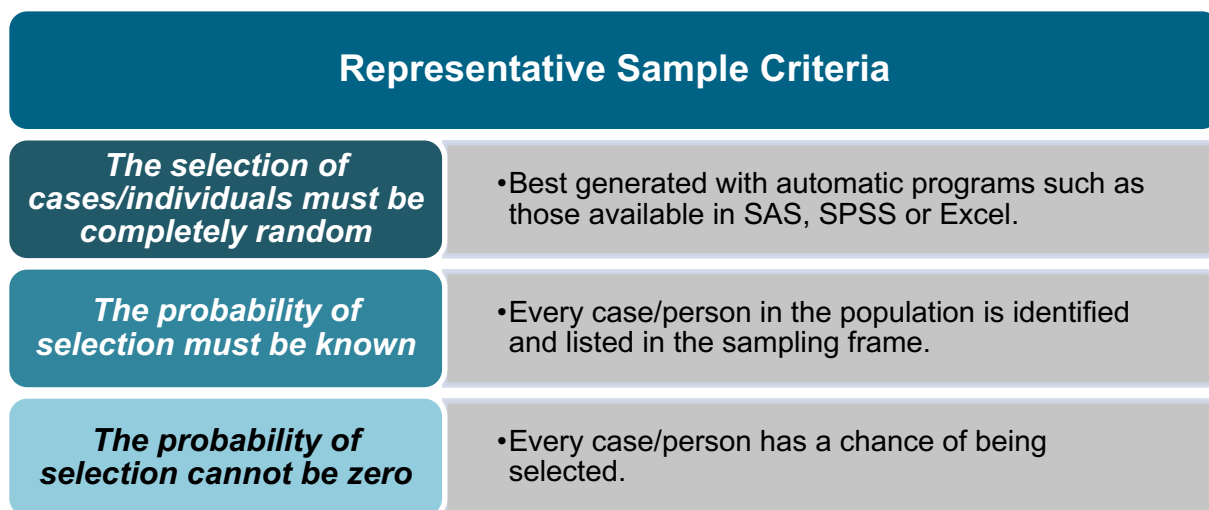 Representative Sample Criteria
The selection of
cases/individuals must be
completely random
•Best generated with automatic programs such as
those available in SAS, SPSS or Excel.
The probability of
selection must be known
•Every case/person in the population is identified
and listed in the sampling frame.
The probability of
selection cannot be zero
•Every case/person has a chance of being
selected.